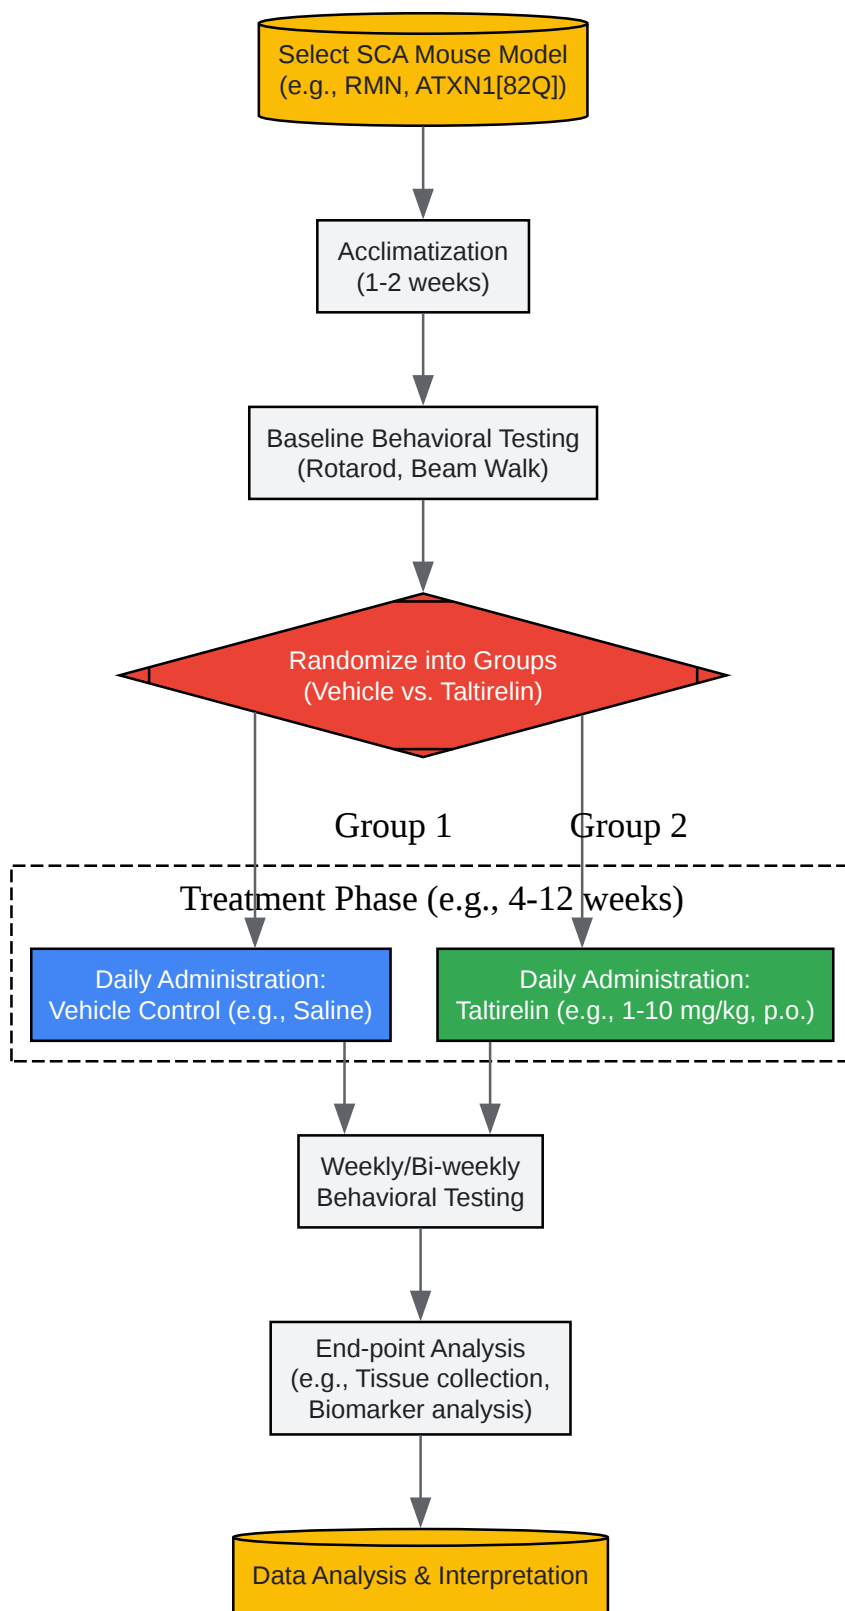 Select SCA Mouse Model
(e.g., RMN, ATXN1[82Q])
Acclimatization
(1-2 weeks)
Baseline Behavioral Testing
(Rotarod, Beam Walk)
Randomize into Groups
(Vehicle vs. Taltirelin)
Group 1
Group 2
Treatment Phase (e.g., 4-12 weeks)
Daily Administration:
Vehicle Control (e.g., Saline)
Daily Administration:
Taltirelin (e.g., 1-10 mg/kg, p.o.)
Weekly/Bi-weekly
Behavioral Testing
End-point Analysis
(e.g., Tissue collection,
Biomarker analysis)
Data Analysis & Interpretation